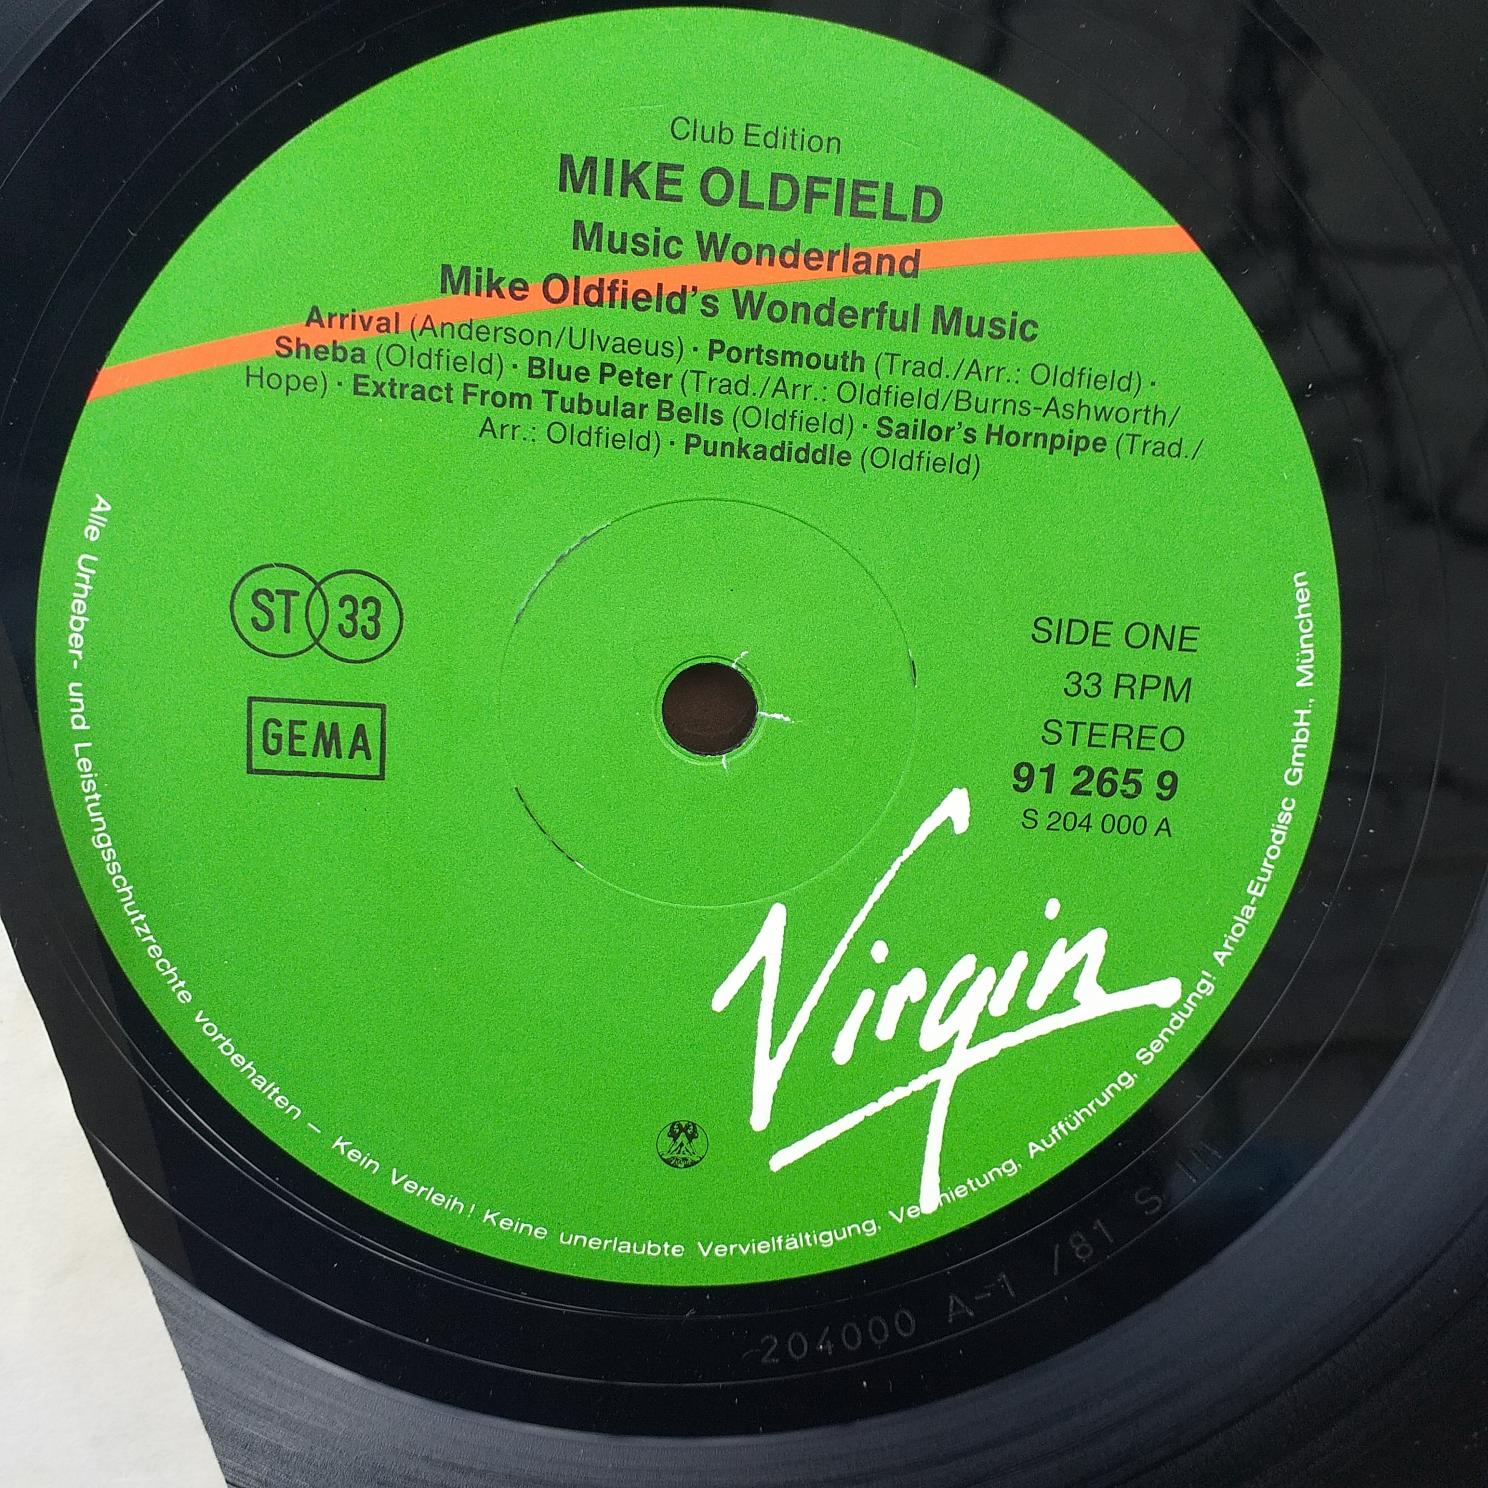 Club Edition
MIKE OLDFIELD
Music Wonderland
Mike Oldfield's Wonderful Music
Arrival (Anderson/Ulvaeus) · Portsmouth (Trad./Arr.: Oldfield) ·
Sheba (Oldfield) · Blue Peter (Trad./Arr.: Oldfield/Burns-Ashworth/
Hope) · Extract From Tubular Bells (Oldfield) · Sailor's Hornpipe (Trad./
Arr.: Oldfield) · Punkadiddle (Oldfield)
ST 33
GEMA
SIDE ONE
33 RPM
STEREO
91 265 9
S 204 000 A
Virgin
Alle Urheber- und Leistungsschutzrechte vorbehalten – Kein Verleih! Keine unerlaubte Vervielfältigung, Vermietung, Aufführung, Sendung! Ariola-Eurodisc GmbH., München
204000 A-1 /81 S